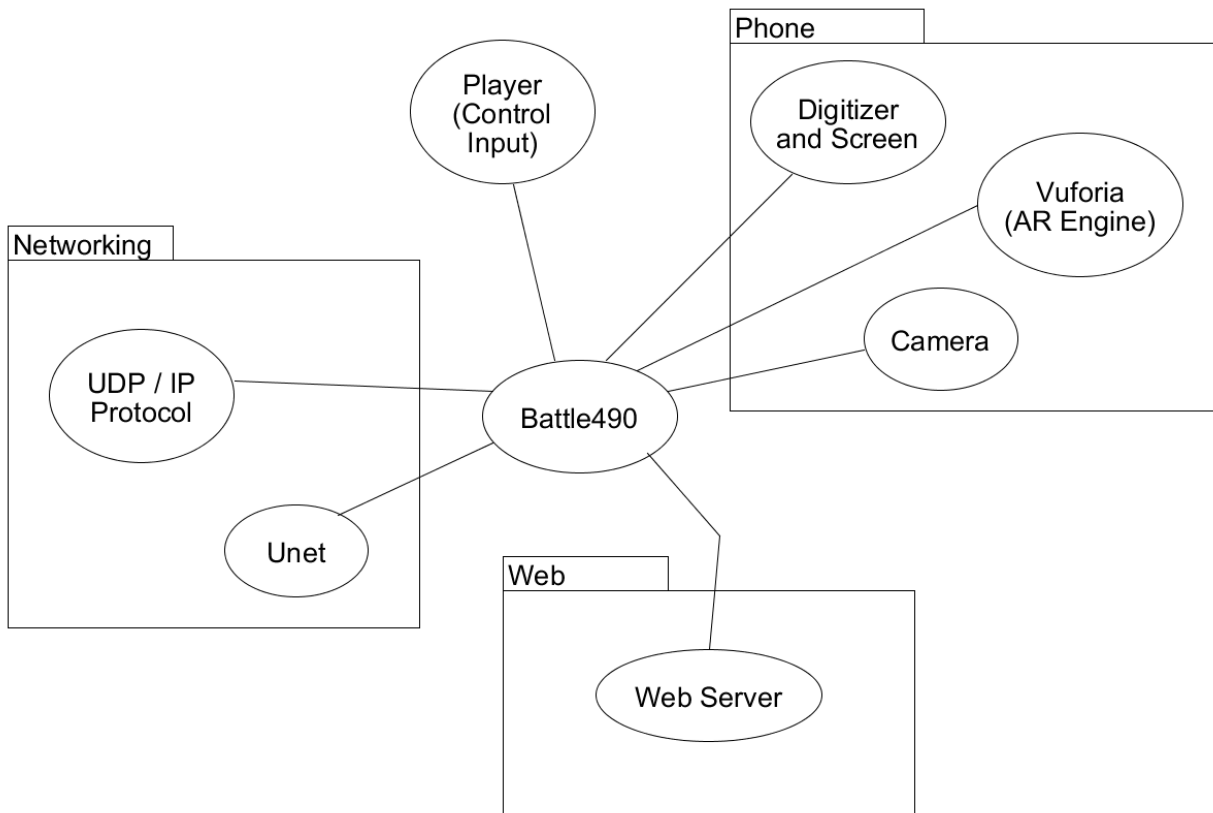 Phone
Player
(Control
Input)
Digitizer
and Screen
Vuforia
(AR Engine)
Networking
Camera
UDP / IP
Protocol
Battle490
Unet
Web
Web Server